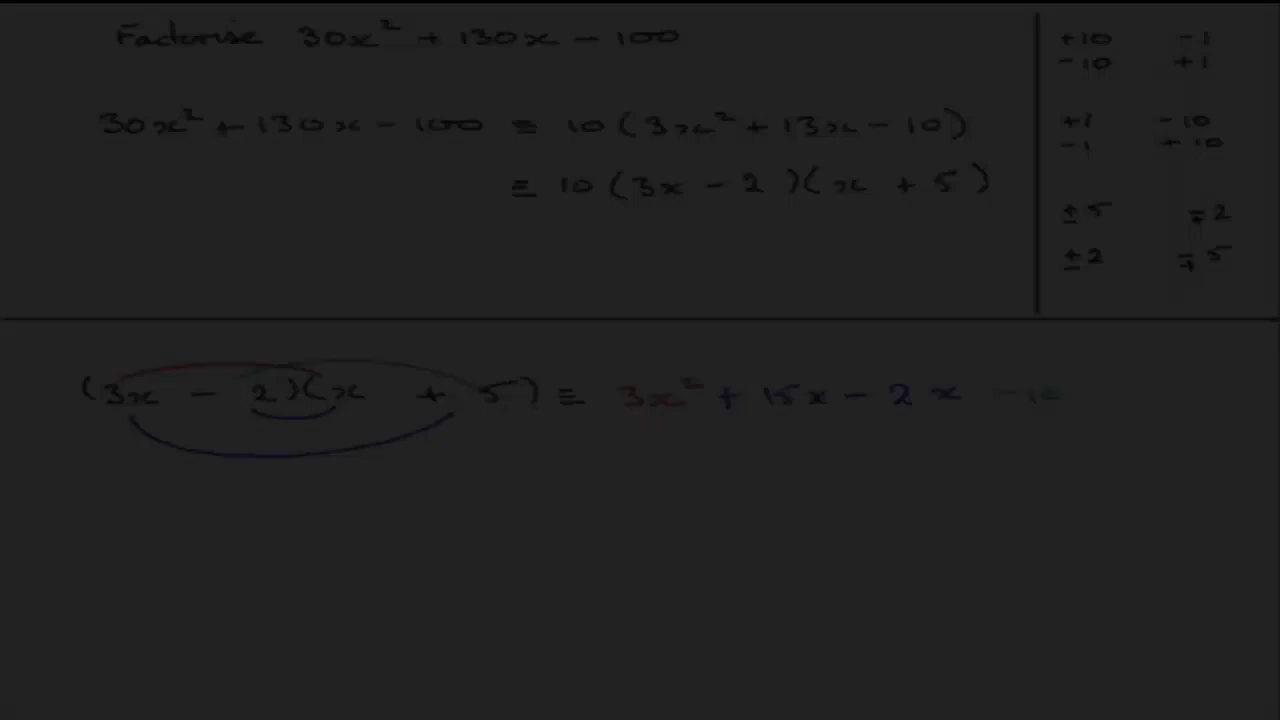 Factorise 30x² + 130x - 100
30x² + 130x - 100 ≡ 10(3x² + 13x - 10)
≡ 10(3x - 2)(x + 5)
+10 -1
-10 +1
+1 -10
-1 +10
±5 ∓2
±2 ∓5
(3x - 2)(x + 5) ≡ 3x² + 15x - 2x - 10